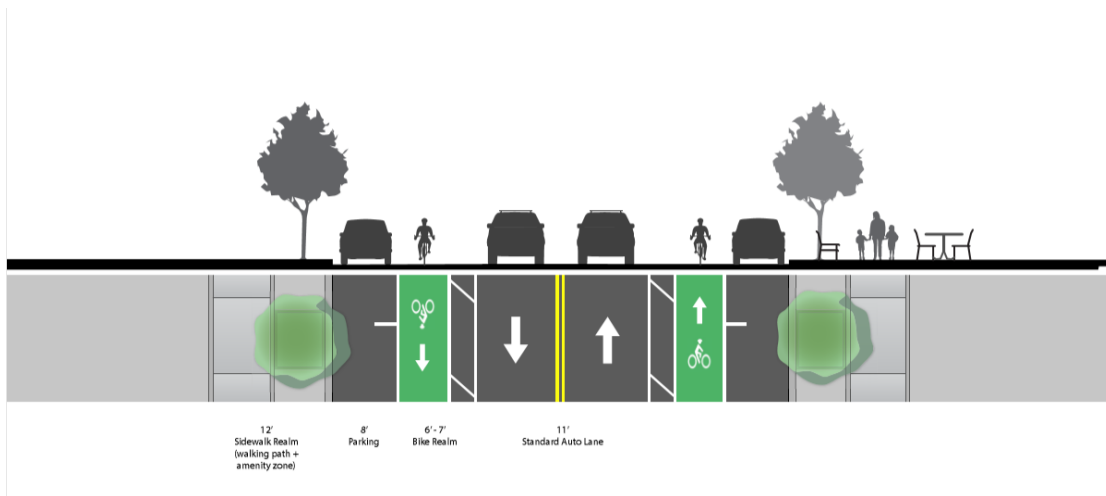 12’
Sidewalk Realm
(walking path +
amenity zone)
8’
Parking
6’ - 7’
Bike Realm
11’
Standard Auto Lane